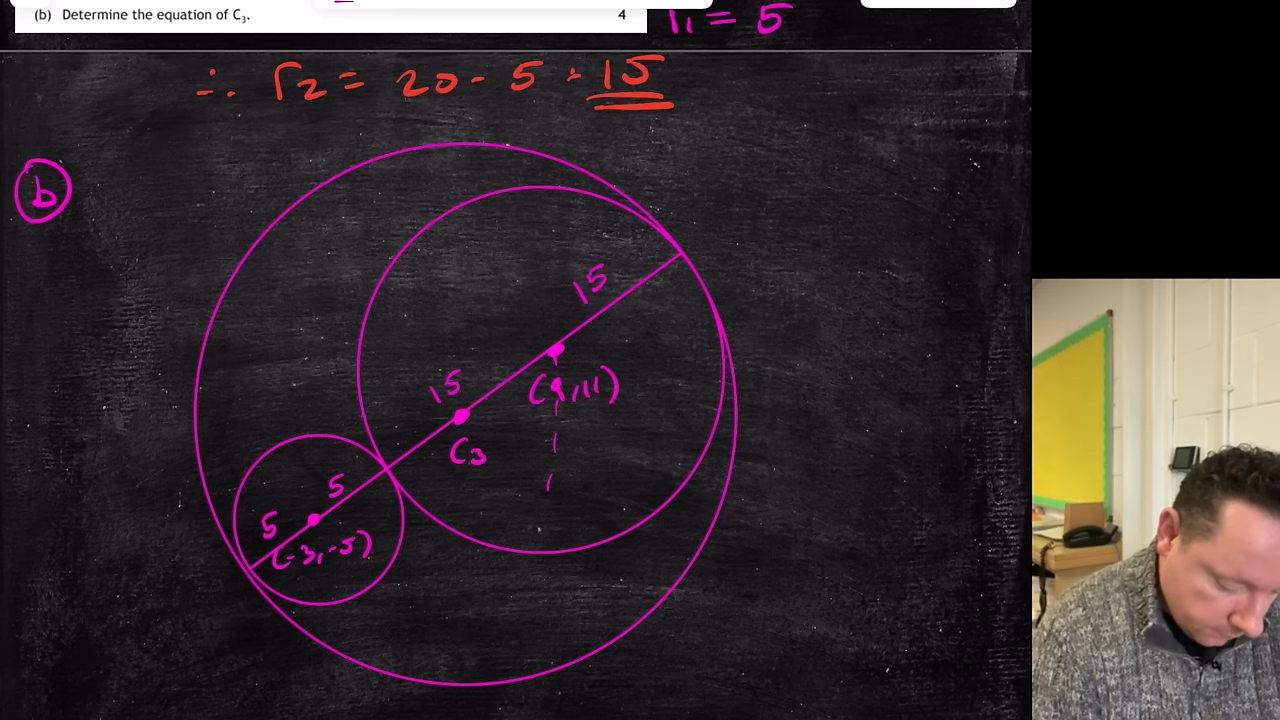 (b) Determine the equation of C₃. 4
r₁ = 5
∴ r₂ = 20 - 5 = 15
b
15
15
(9,11)
C₃
5
5
(-3,-5)